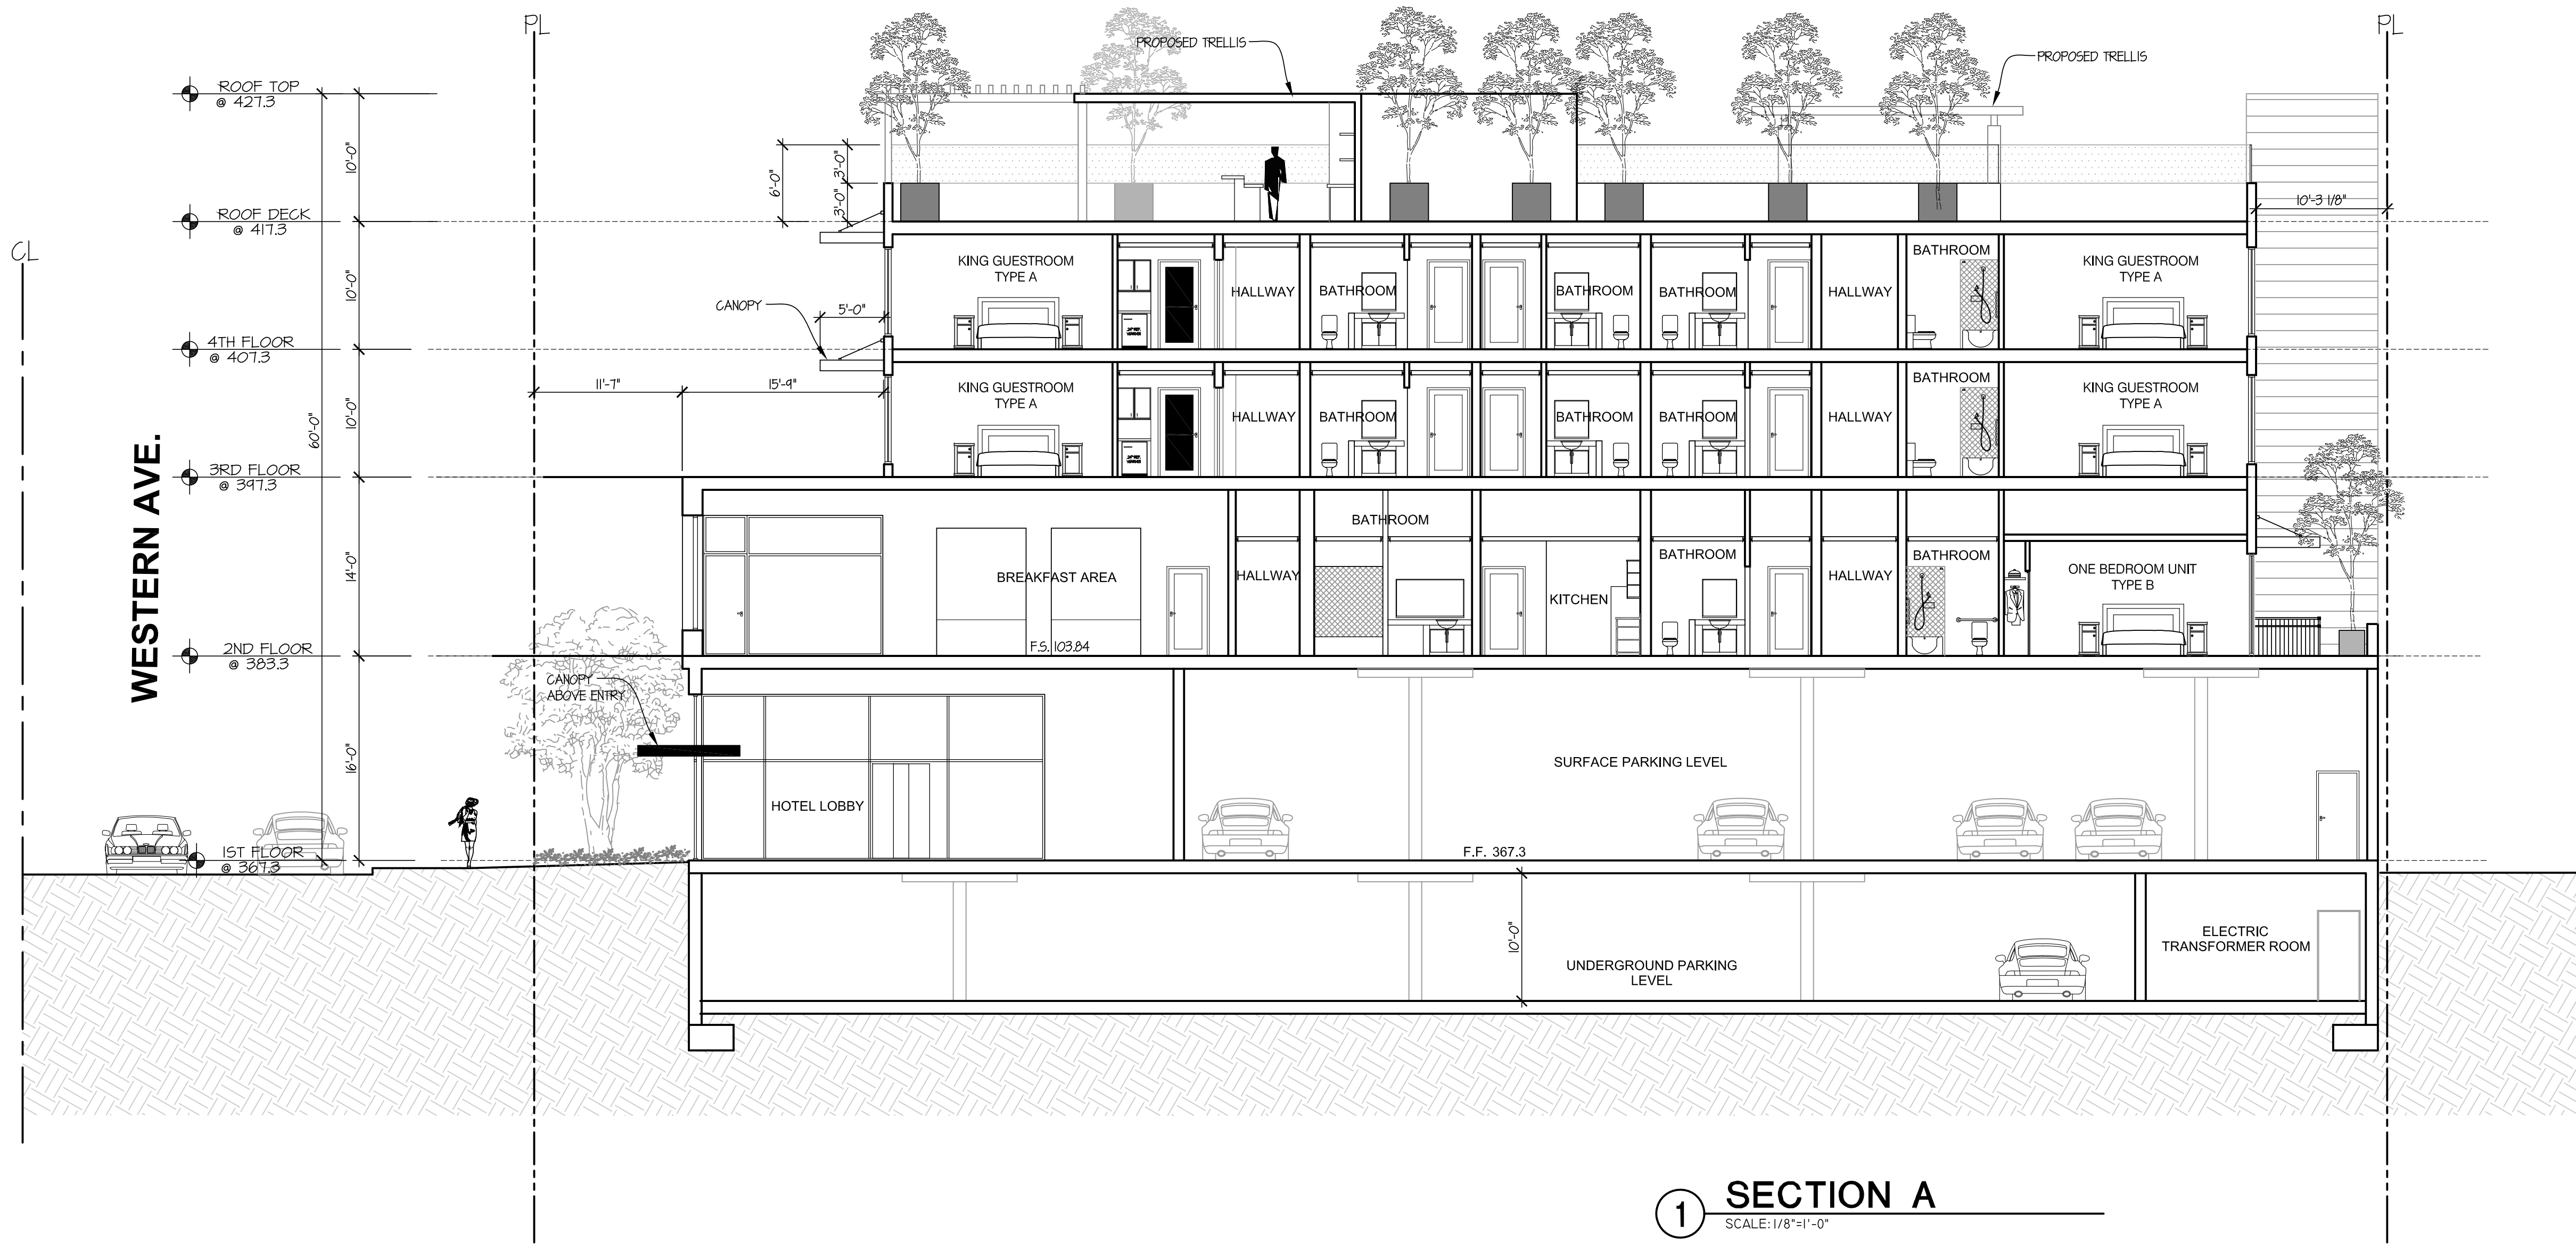 PL
PL
CL
PROPOSED TRELLIS
PROPOSED TRELLIS
ROOF TOP
@ 427.3
10'-0"
6'-0"
3'-0"
3'-0"
ROOF DECK
@ 417.3
10'-3 1/8"
KING GUESTROOM
TYPE A
HALLWAY
BATHROOM
BATHROOM
BATHROOM
HALLWAY
BATHROOM
KING GUESTROOM
TYPE A
10'-0"
CANOPY
5'-0"
4TH FLOOR
@ 407.3
11'-7"
15'-9"
KING GUESTROOM
TYPE A
HALLWAY
BATHROOM
BATHROOM
BATHROOM
HALLWAY
BATHROOM
KING GUESTROOM
TYPE A
60'-0"
10'-0"
WESTERN AVE.
3RD FLOOR
@ 397.3
14'-0"
BREAKFAST AREA
F.S. 103.84
HALLWAY
BATHROOM
KITCHEN
BATHROOM
HALLWAY
BATHROOM
ONE BEDROOM UNIT
TYPE B
2ND FLOOR
@ 383.3
CANOPY
ABOVE ENTRY
16'-0"
HOTEL LOBBY
SURFACE PARKING LEVEL
1ST FLOOR
@ 367.3
F.F. 367.3
10'-0"
UNDERGROUND PARKING
LEVEL
ELECTRIC
TRANSFORMER ROOM
1
SECTION A
SCALE: 1/8"=1'-0"